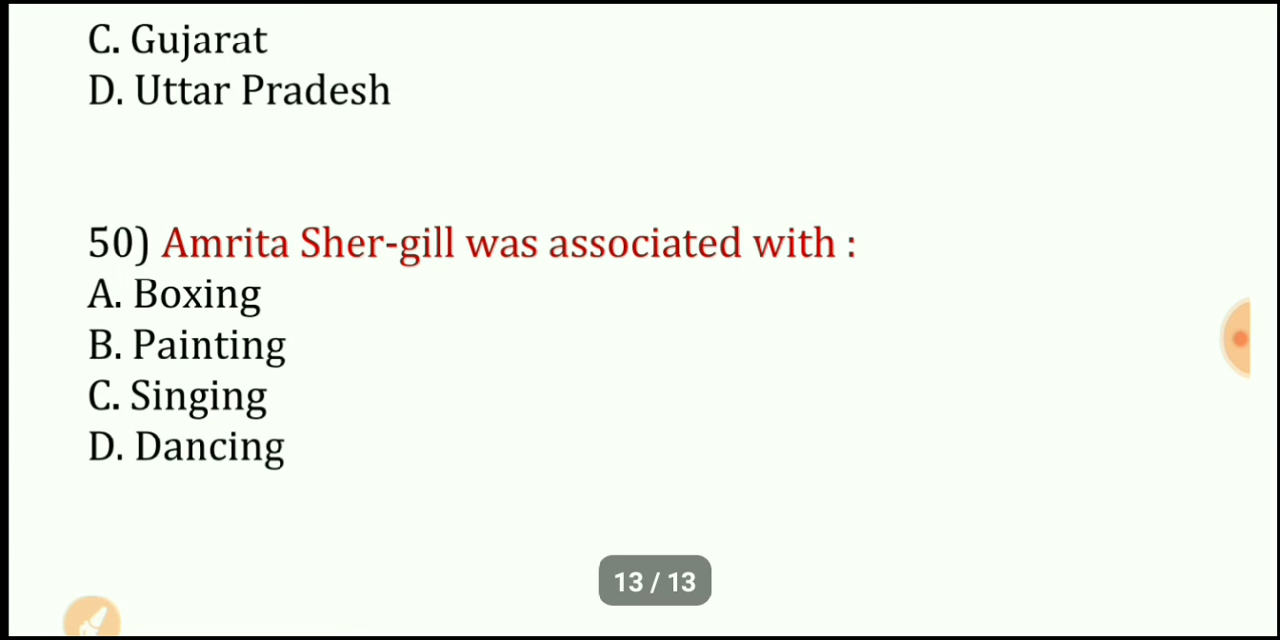 C. Gujarat
D. Uttar Pradesh
50) Amrita Sher-gill was associated with :
A. Boxing
B. Painting
C. Singing
D. Dancing
13 / 13